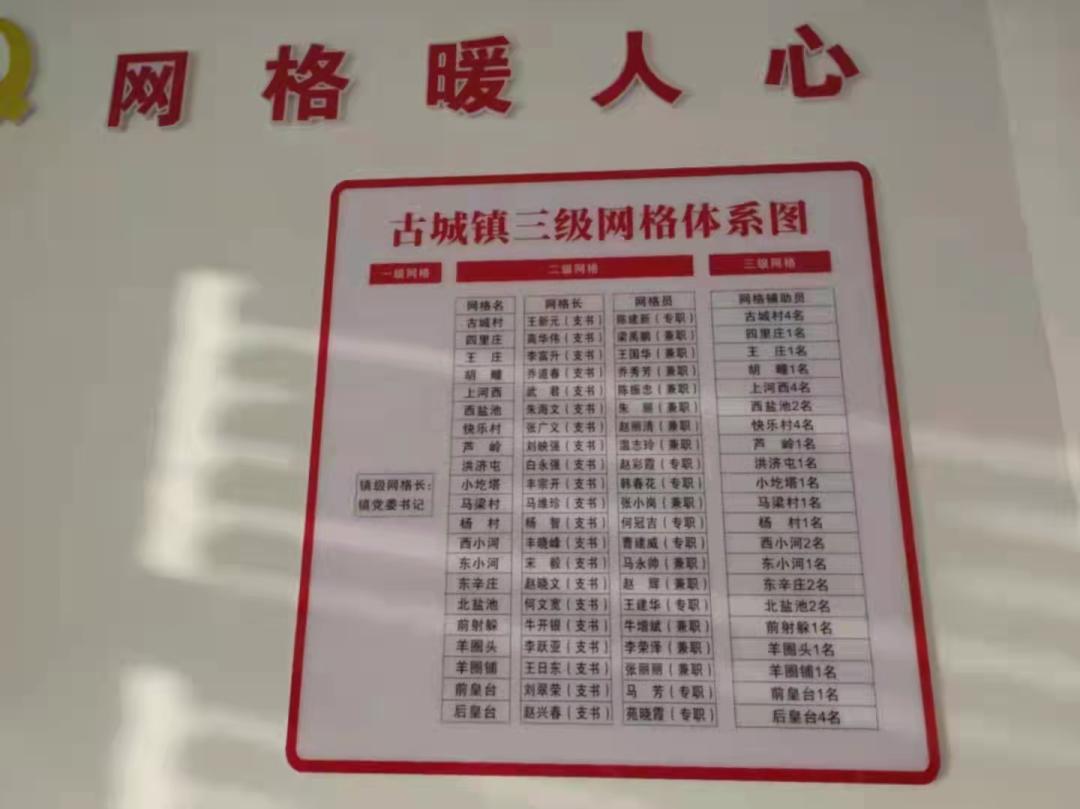 网格暖人心
古城镇三级网格体系图
一级网格 二级网格 三级网格
网格名 网格长 网格员 网格辅助员
古城村 王新元（支书） 陈建新（专职） 古城村4名
四里庄 高华伟（支书） 梁禹鹏（兼职） 四里庄1名
王 庄 李富升（支书） 王国华（兼职） 王 庄1名
胡 疃 乔道春（支书） 乔秀芳（兼职） 胡 疃1名
上河西 武 君（支书） 陈振忠（兼职） 上河西4名
西盐池 朱海文（支书） 朱 丽（兼职） 西盐池2名
快乐村 张广义（支书） 赵丽清（兼职） 快乐村4名
芦 岭 刘映强（支书） 温志玲（兼职） 芦 岭1名
洪济屯 白永强（支书） 赵彩霞（专职） 洪济屯1名
镇级网格长： 小圪塔 丰宗开（支书） 韩春花（专职） 小圪塔1名
镇党委书记 马梁村 马维珍（支书） 张小岗（兼职） 马梁村1名
杨 村 杨 智（支书） 何冠吉（专职） 杨 村1名
西小河 丰晓峰（支书） 曹建威（专职） 西小河2名
东小河 宋 毅（支书） 马永帅（兼职） 东小河1名
东辛庄 赵晓文（支书） 赵 辉（兼职） 东辛庄2名
北盐池 何文宽（支书） 王建华（专职） 北盐池2名
前射躲 牛开银（支书） 牛增斌（兼职） 前射躲1名
羊圈头 李跃亚（支书） 李荣泽（兼职） 羊圈头1名
羊圈铺 王日东（支书） 张丽丽（兼职） 羊圈铺1名
前皇台 刘翠荣（支书） 马 芳（专职） 前皇台1名
后皇台 赵兴春（支书） 苑晓霞（专职） 后皇台4名